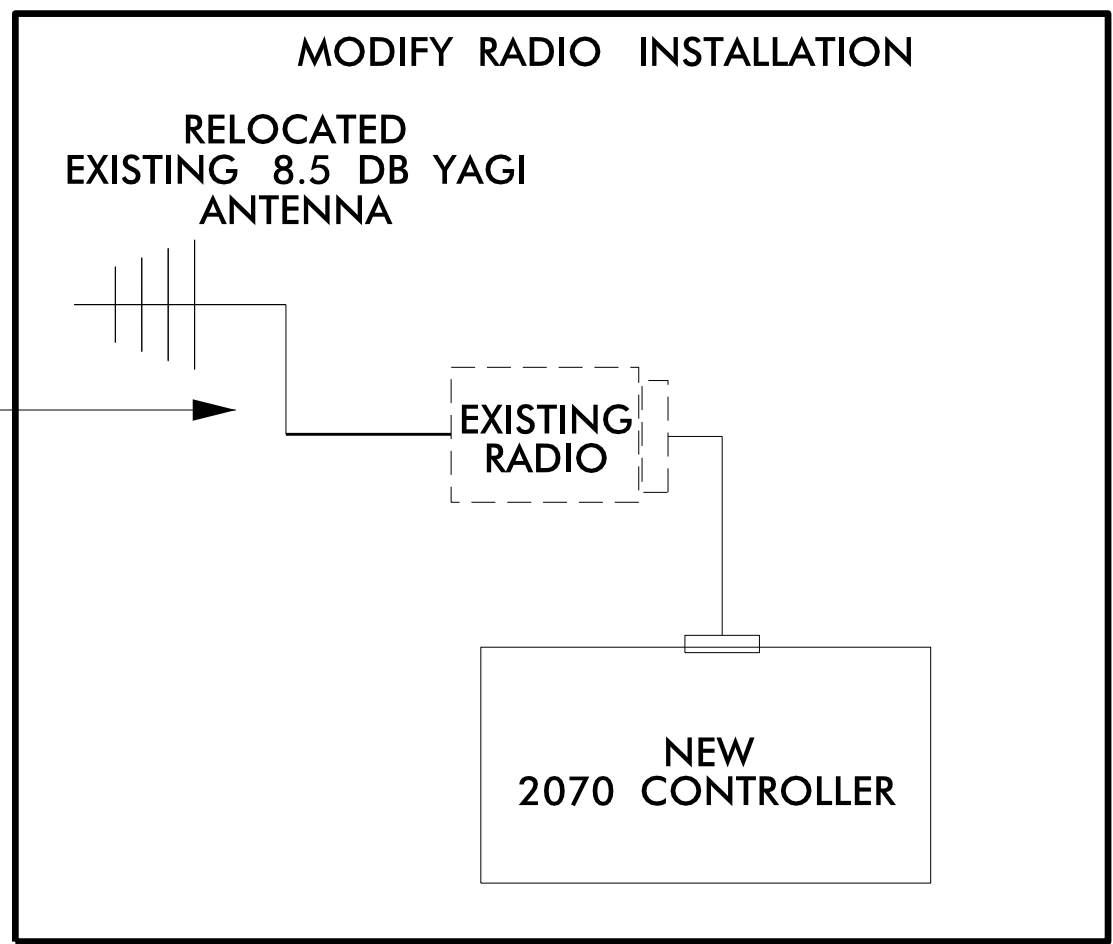 MODIFY RADIO INSTALLATION
RELOCATED
EXISTING 8.5 DB YAGI
ANTENNA
EXISTING
RADIO
NEW
2070 CONTROLLER